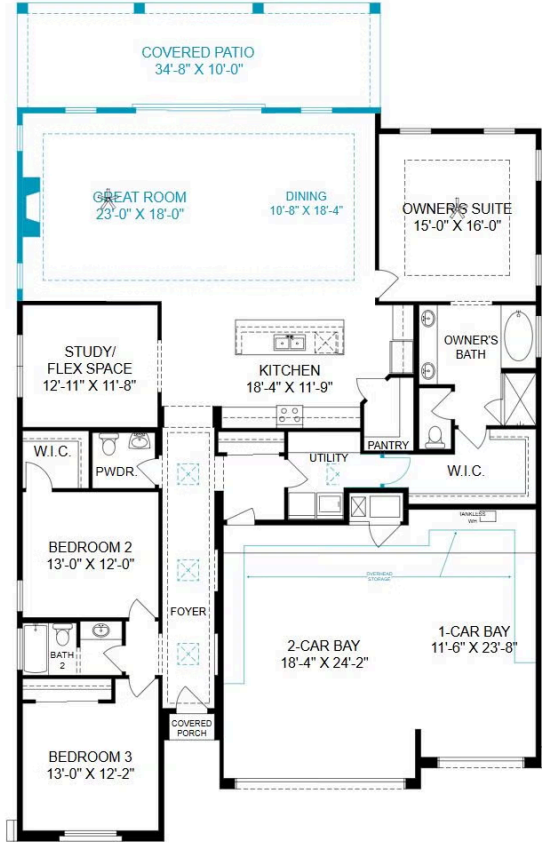 COVERED PATIO
34'-8" X 10'-0"
GREAT ROOM
23'-0" X 18'-0"
DINING
10'-8" X 18'-4"
OWNER'S SUITE
15'-0" X 16'-0"
STUDY/
FLEX SPACE
12'-11" X 11'-8"
KITCHEN
18'-4" X 11'-9"
OWNER'S
BATH
W.I.C.
PWDR.
UTILITY
PANTRY
W.I.C.
BEDROOM 2
13'-0" X 12'-0"
TANKLESS
WH
OVERHEAD
STORAGE
FOYER
BATH
2
2-CAR BAY
18'-4" X 24'-2"
1-CAR BAY
11'-6" X 23'-8"
COVERED
PORCH
BEDROOM 3
13'-0" X 12'-2"